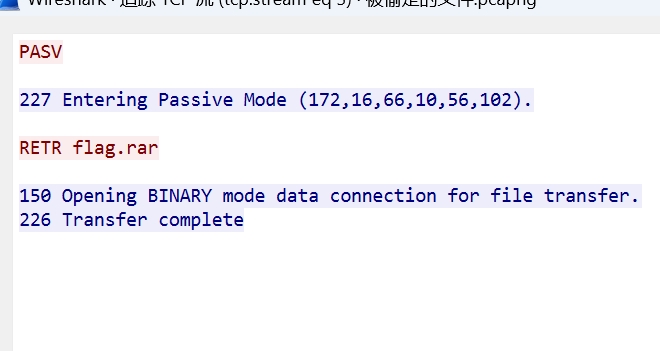 Wireshark · 追踪 TCP 流 (tcp.stream eq 5) · 被偷走的文件.pcapng
PASV
227 Entering Passive Mode (172,16,66,10,56,102).
RETR flag.rar
150 Opening BINARY mode data connection for file transfer.
226 Transfer complete